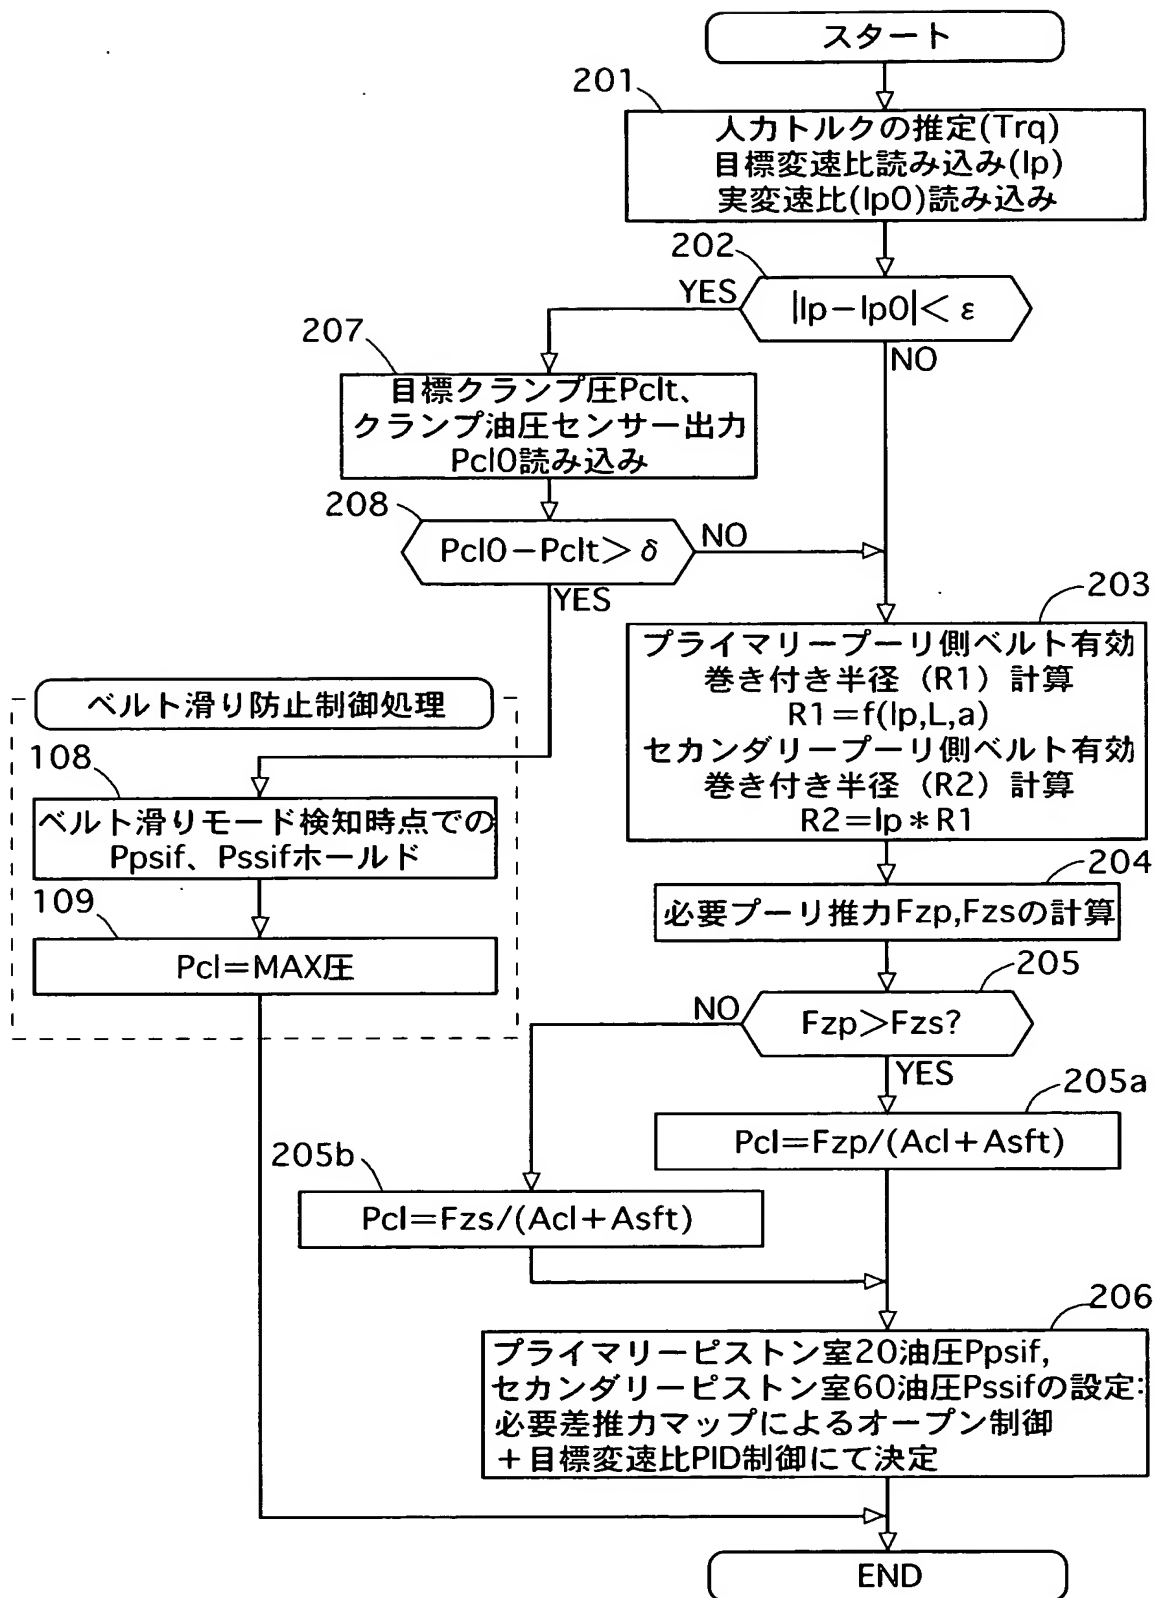 スタート
201
人力トルクの推定(Trq)
目標変速比読み込み(Ip)
実変速比(Ip0)読み込み
202
YES
|Ip−Ip0|<ε
NO
207
目標クランプ圧Pclt、
クランプ油圧センサー出力
Pcl0読み込み
208
Pcl0−Pclt>δ
NO
YES
203
プライマリープーリ側ベルト有効
巻き付き半径（R1）計算
R1=f(Ip,L,a)
セカンダリープーリ側ベルト有効
巻き付き半径（R2）計算
R2=Ip*R1
ベルト滑り防止制御処理
108
ベルト滑りモード検知時点での
Ppsif、Pssifホールド
109
Pcl=MAX圧
204
必要プーリ推力Fzp,Fzsの計算
205
NO
Fzp>Fzs?
YES
205a
Pcl=Fzp/(Acl+Asft)
205b
Pcl=Fzs/(Acl+Asft)
206
プライマリーピストン室20油圧Ppsif,
セカンダリーピストン室60油圧Pssifの設定:
必要差推力マップによるオープン制御
+目標変速比PID制御にて決定
END